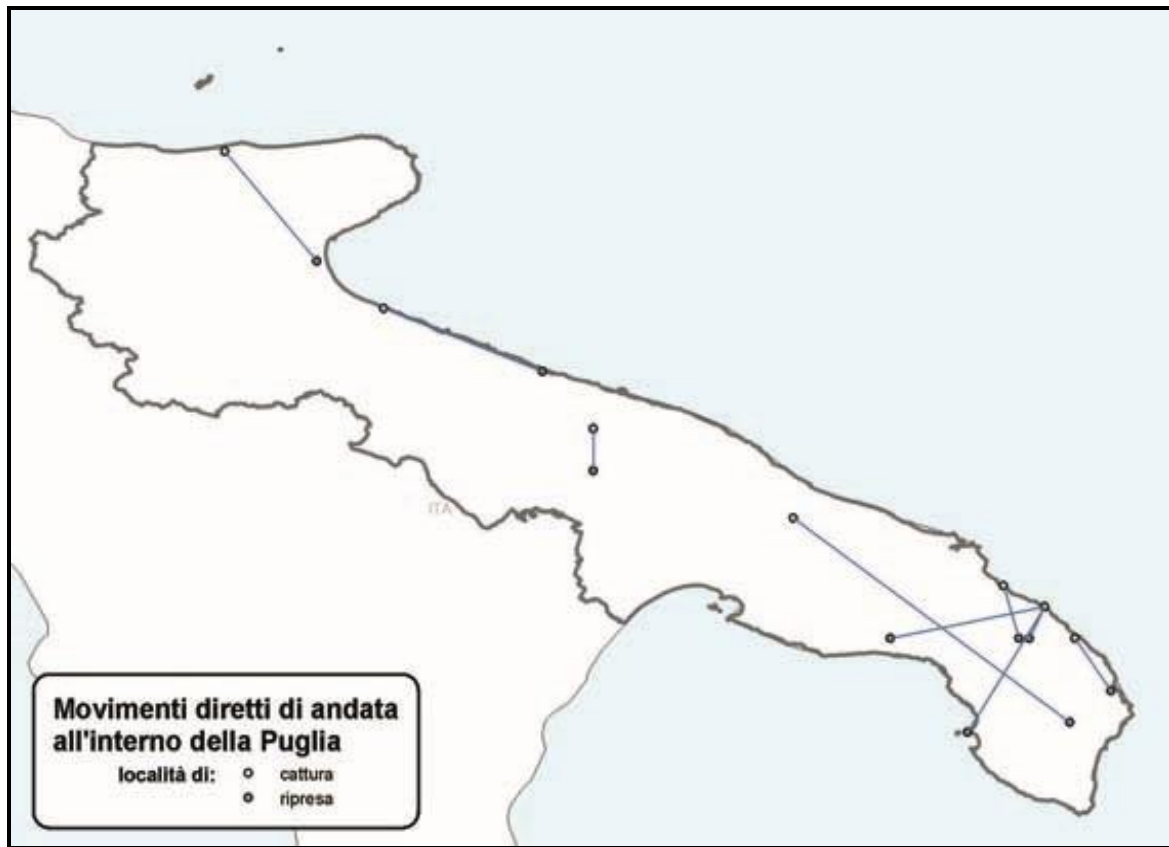 ITA
Movimenti diretti di andata
all'interno della Puglia
località di: cattura
ripresa